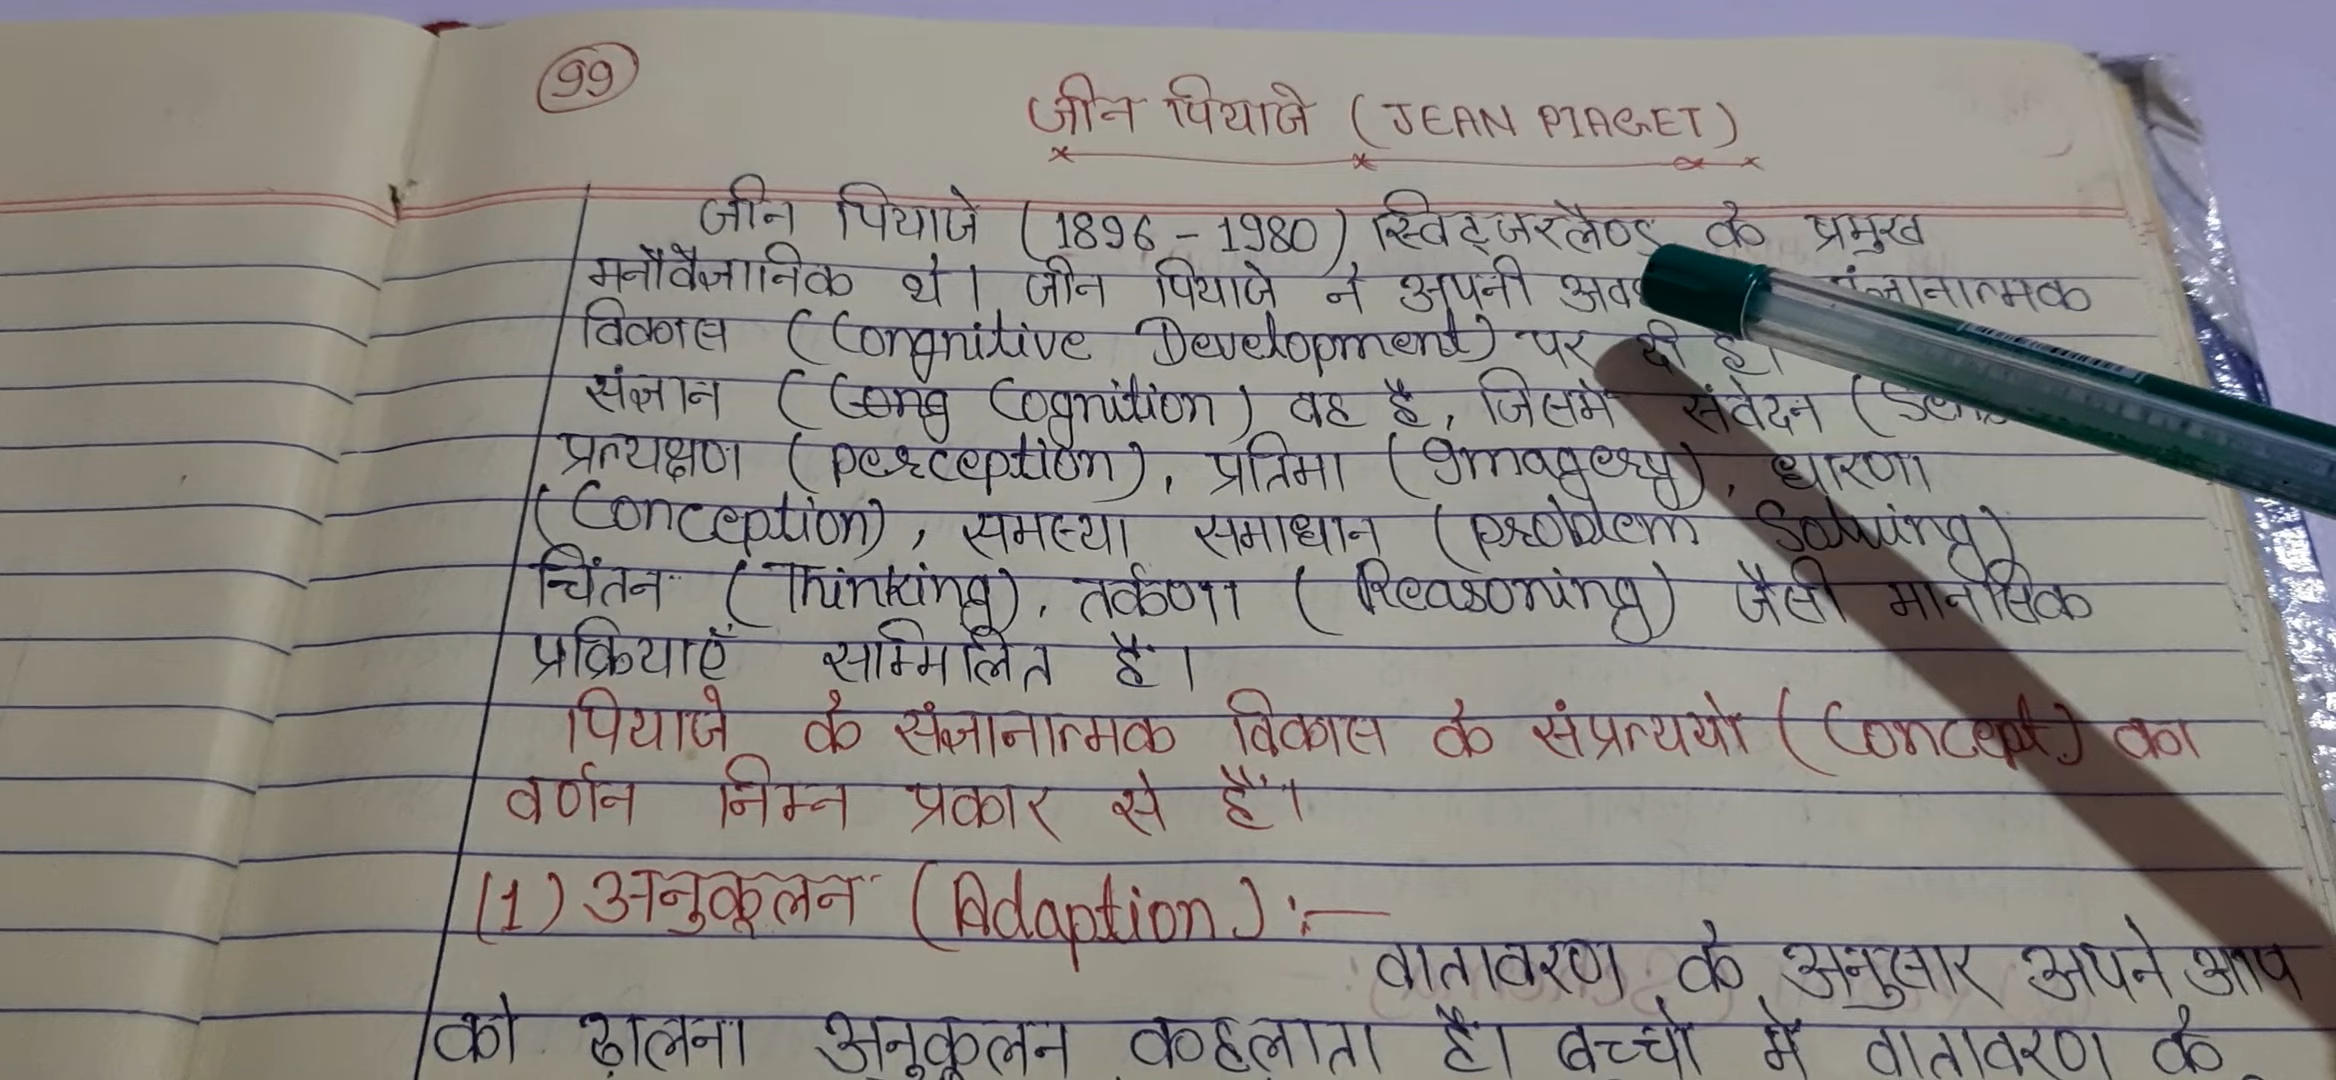 99
जीन पियाजे (JEAN PIAGET)
जीन पियाजे (1896 - 1980) स्विट्जरलैण्ड के प्रमुख
मनौवैज्ञानिक थे। जीन पियाजे ने अपनी
विकास (Congnitive Development) पर दी है।
संज्ञान (Cong Cognition) वह है, जिसमें संवेदन (
प्रत्यक्षण (perception), प्रतिमा (Imagery), धारणा
(Conception), समस्या समाधान (problem Solving)
चिंतन (Thinking), तर्कणा (Reasoning) जैसी मानसिक
प्रक्रियाएँ सम्मिलित हैं।
पियाजे के संज्ञानात्मक विकास के संप्रत्ययों (Concept) का
वर्णन निम्न प्रकार से हैं।
(1) अनुकूलन (Adaption) :-
वातावरण के अनुसार अपने आप
को ढ़ालना अनुकूलन कहलाता है। बच्चों में वातावरण के